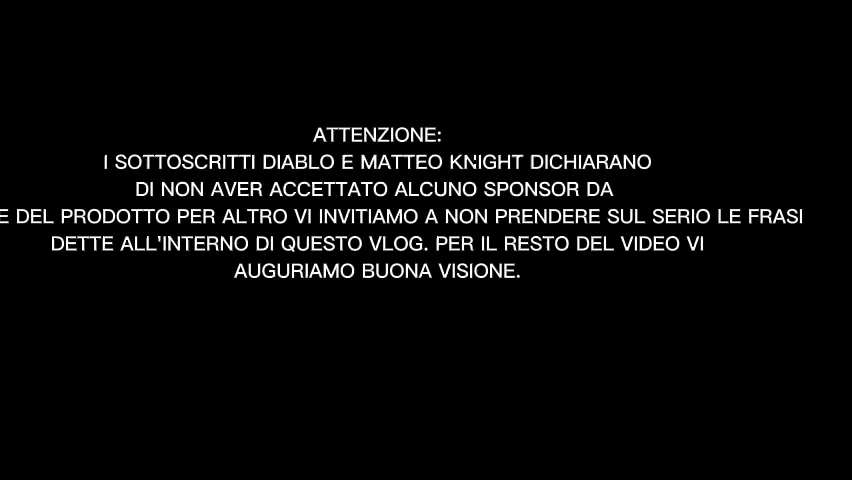 ATTENZIONE:
I SOTTOSCRITTI DIABLO E MATTEO KNIGHT DICHIARANO
DI NON AVER ACCETTATO ALCUNO SPONSOR DA
E DEL PRODOTTO PER ALTRO VI INVITIAMO A NON PRENDERE SUL SERIO LE FRASI
DETTE ALL'INTERNO DI QUESTO VLOG. PER IL RESTO DEL VIDEO VI
AUGURIAMO BUONA VISIONE.